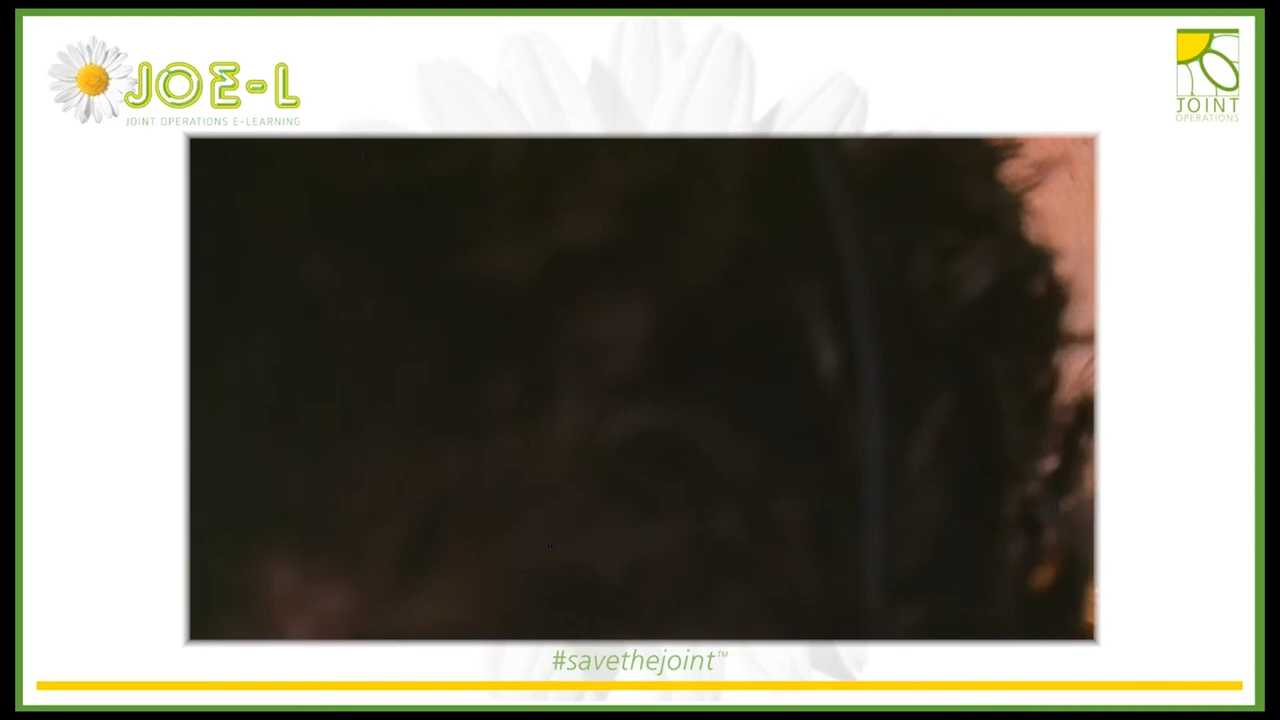 JOE-L
JOINT OPERATIONS E-LEARNING
JOINT
OPERATIONS
#savethejoint™